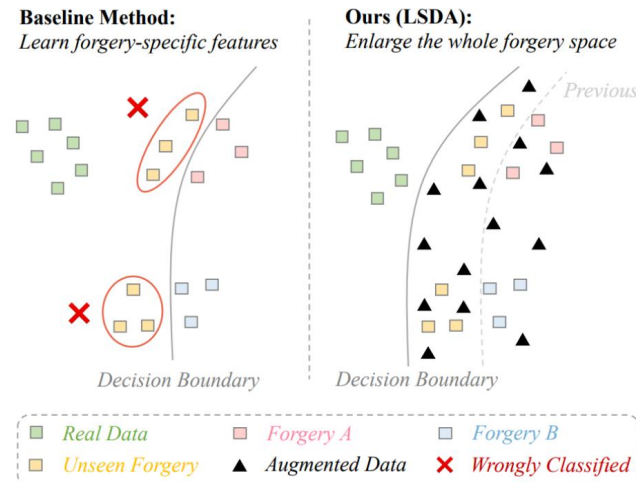 Baseline Method:
Learn forgery-specific features
Ours (LSDA):
Enlarge the whole forgery space
Previous
Decision Boundary
Decision Boundary
Real Data
Forgery A
Forgery B
Unseen Forgery
Augmented Data
Wrongly Classified